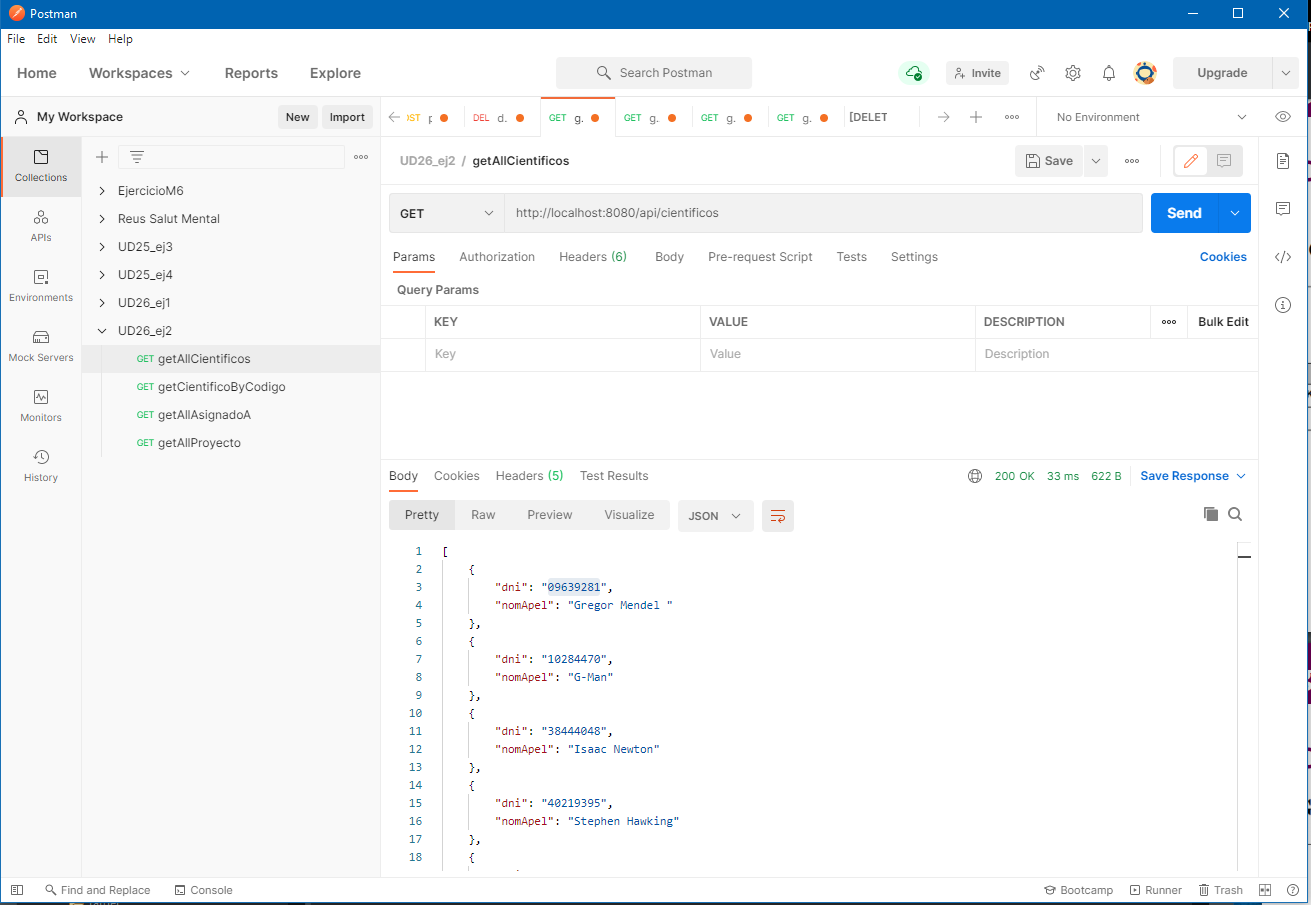 Postman
File Edit View Help
Home Workspaces Reports Explore Search Postman Invite Upgrade
My Workspace New Import
DEL d. GET g. GET g. GET g. GET g. [DELET No Environment
Collections
APIs
Environments
Mock Servers
Monitors
History
EjercicioM6
Reus Salut Mental
UD25_ej3
UD25_ej4
UD26_ej1
UD26_ej2
GET getAllCientificos
GET getCientificoByCodigo
GET getAllAsignadoA
GET getAllProyecto
UD26_ej2 / getAllCientificos Save
GET http://localhost:8080/api/cientificos Send
Params Authorization Headers (6) Body Pre-request Script Tests Settings Cookies
Query Params
KEY VALUE DESCRIPTION Bulk Edit
Key Value Description
Body Cookies Headers (5) Test Results 200 OK 33 ms 622 B Save Response
Pretty Raw Preview Visualize JSON
1 [
2 {
3 "dni": "09639281",
4 "nomApel": "Gregor Mendel "
5 },
6 {
7 "dni": "10284470",
8 "nomApel": "G-Man"
9 },
10 {
11 "dni": "38444048",
12 "nomApel": "Isaac Newton"
13 },
14 {
15 "dni": "40219395",
16 "nomApel": "Stephen Hawking"
17 },
18 {
Find and Replace Console Bootcamp Runner Trash